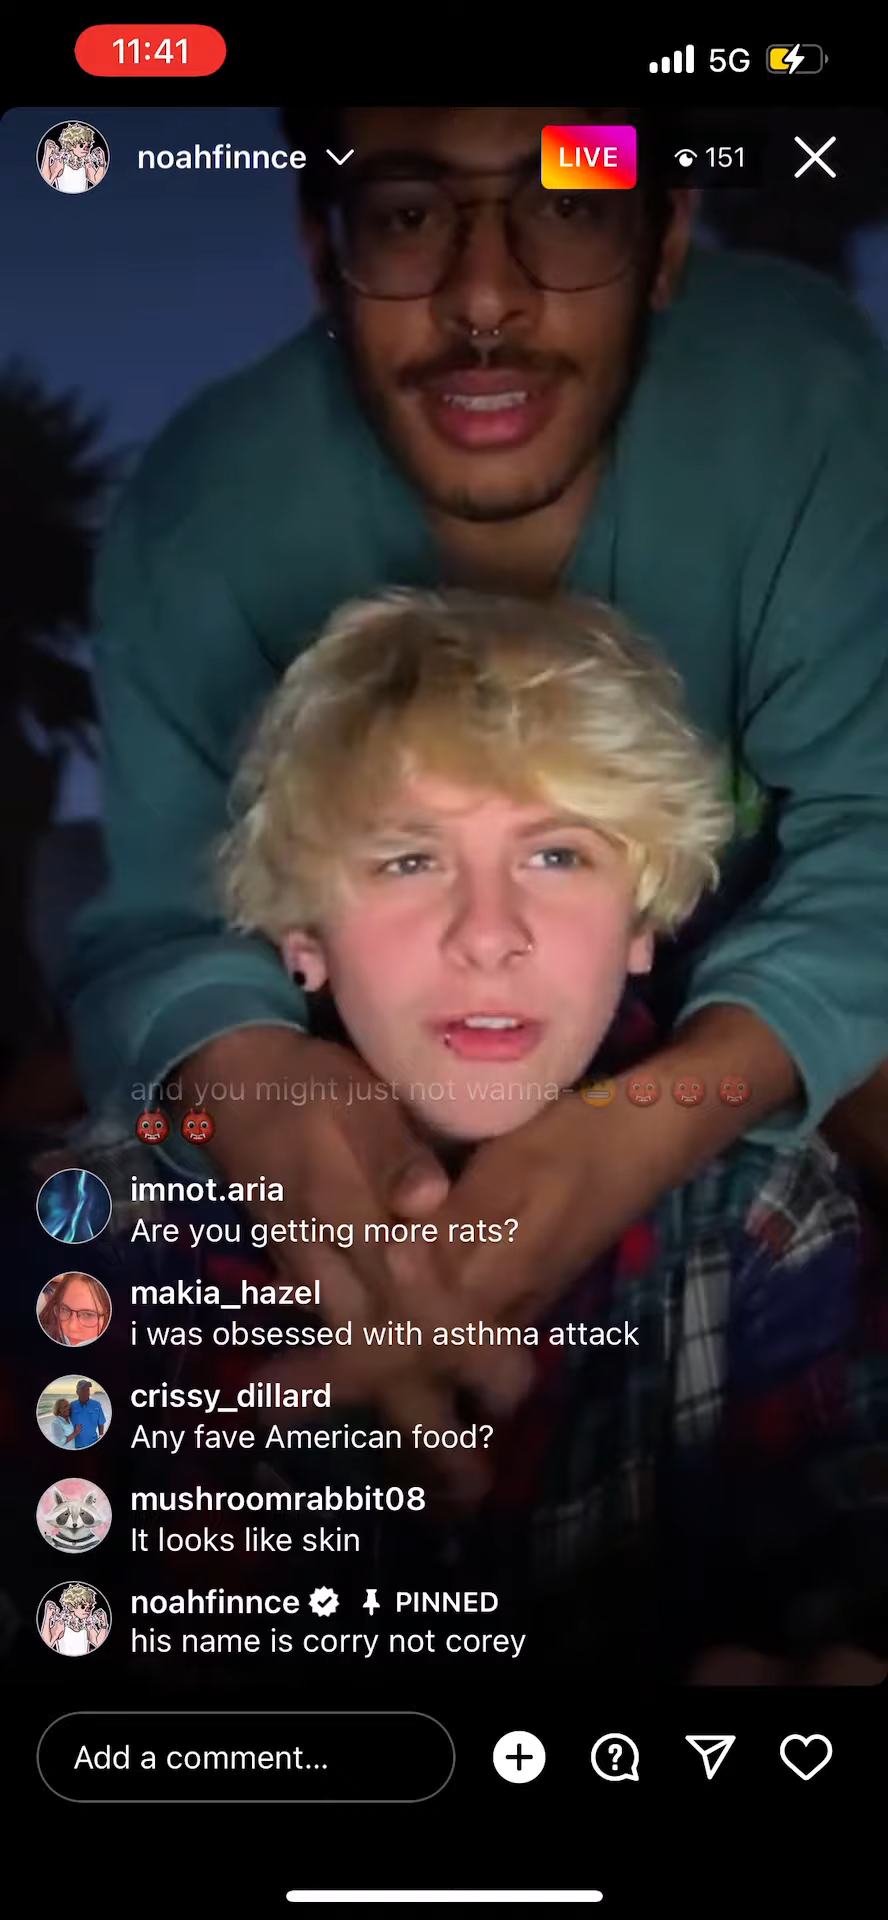 11:41
5G
noahfinnce
LIVE
151
and you might just not wanna-😬👹👹👹
👹👹
imnot.aria
Are you getting more rats?
makia_hazel
i was obsessed with asthma attack
crissy_dillard
Any fave American food?
mushroomrabbit08
It looks like skin
noahfinnce PINNED
his name is corry not corey
Add a comment...